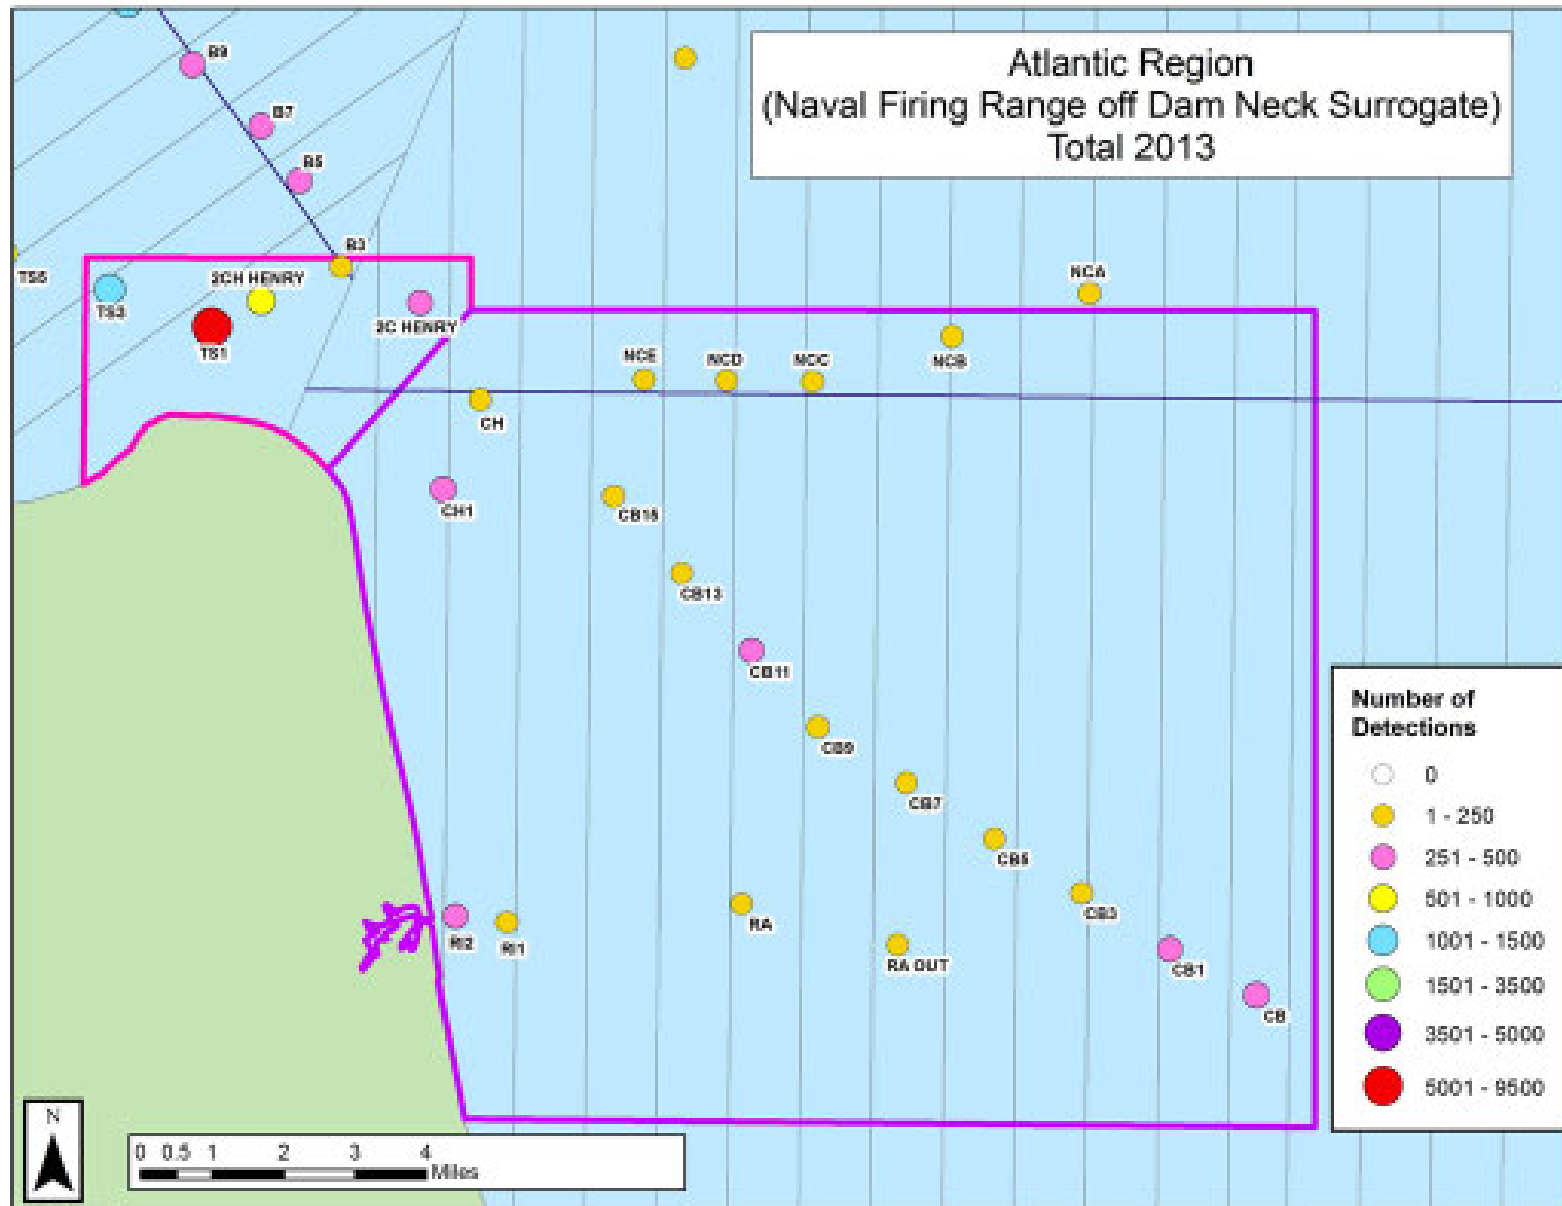 Atlantic Region
(Naval Firing Range off Dam Neck Surrogate)
Total 2013
B9
B7
B5
B3
TS5
TS3
2CH HENRY
TS1
2C HENRY
NCA
NCB
NCE
NCD
NCC
CH
CH1
CB15
CB13
CB11
CB9
CB7
CB5
CB3
CB1
CB
RA
RA OUT
RI2
RI1
Number of
Detections
0
1 - 250
251 - 500
501 - 1000
1001 - 1500
1501 - 3500
3501 - 5000
5001 - 9500
N
0 0.5 1 2 3 4
Miles